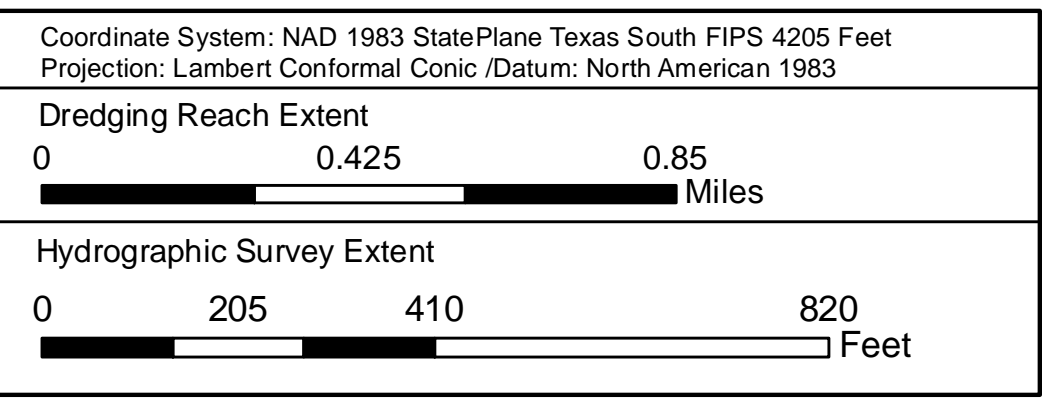 Coordinate System: NAD 1983 StatePlane Texas South FIPS 4205 Feet
Projection: Lambert Conformal Conic /Datum: North American 1983
Dredging Reach Extent
0 0.425 0.85
Miles
Hydrographic Survey Extent
0 205 410 820
Feet